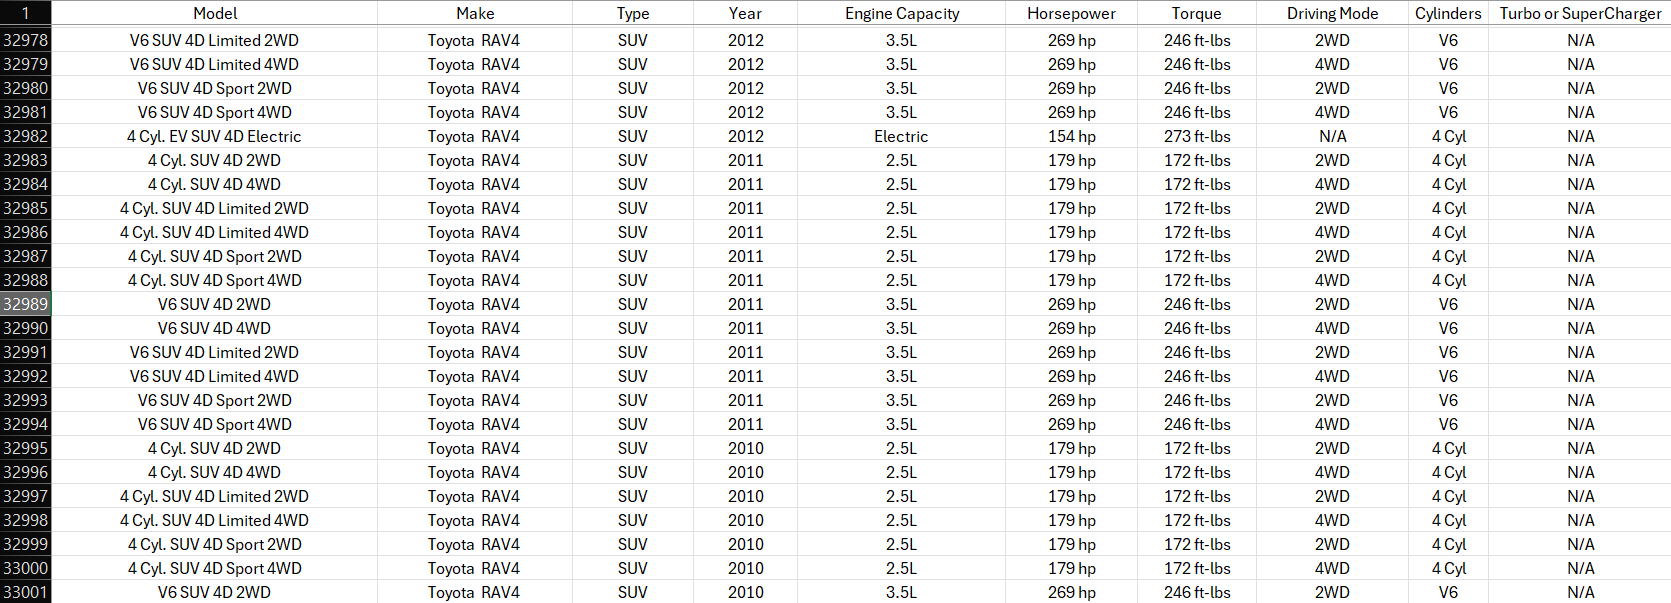 1 Model Make Type Year Engine Capacity Horsepower Torque Driving Mode Cylinders Turbo or SuperCharger
32978 V6 SUV 4D Limited 2WD Toyota RAV4 SUV 2012 3.5L 269 hp 246 ft-lbs 2WD V6 N/A
32979 V6 SUV 4D Limited 4WD Toyota RAV4 SUV 2012 3.5L 269 hp 246 ft-lbs 4WD V6 N/A
32980 V6 SUV 4D Sport 2WD Toyota RAV4 SUV 2012 3.5L 269 hp 246 ft-lbs 2WD V6 N/A
32981 V6 SUV 4D Sport 4WD Toyota RAV4 SUV 2012 3.5L 269 hp 246 ft-lbs 4WD V6 N/A
32982 4 Cyl. EV SUV 4D Electric Toyota RAV4 SUV 2012 Electric 154 hp 273 ft-lbs N/A 4 Cyl N/A
32983 4 Cyl. SUV 4D 2WD Toyota RAV4 SUV 2011 2.5L 179 hp 172 ft-lbs 2WD 4 Cyl N/A
32984 4 Cyl. SUV 4D 4WD Toyota RAV4 SUV 2011 2.5L 179 hp 172 ft-lbs 4WD 4 Cyl N/A
32985 4 Cyl. SUV 4D Limited 2WD Toyota RAV4 SUV 2011 2.5L 179 hp 172 ft-lbs 2WD 4 Cyl N/A
32986 4 Cyl. SUV 4D Limited 4WD Toyota RAV4 SUV 2011 2.5L 179 hp 172 ft-lbs 4WD 4 Cyl N/A
32987 4 Cyl. SUV 4D Sport 2WD Toyota RAV4 SUV 2011 2.5L 179 hp 172 ft-lbs 2WD 4 Cyl N/A
32988 4 Cyl. SUV 4D Sport 4WD Toyota RAV4 SUV 2011 2.5L 179 hp 172 ft-lbs 4WD 4 Cyl N/A
32989 V6 SUV 4D 2WD Toyota RAV4 SUV 2011 3.5L 269 hp 246 ft-lbs 2WD V6 N/A
32990 V6 SUV 4D 4WD Toyota RAV4 SUV 2011 3.5L 269 hp 246 ft-lbs 4WD V6 N/A
32991 V6 SUV 4D Limited 2WD Toyota RAV4 SUV 2011 3.5L 269 hp 246 ft-lbs 2WD V6 N/A
32992 V6 SUV 4D Limited 4WD Toyota RAV4 SUV 2011 3.5L 269 hp 246 ft-lbs 4WD V6 N/A
32993 V6 SUV 4D Sport 2WD Toyota RAV4 SUV 2011 3.5L 269 hp 246 ft-lbs 2WD V6 N/A
32994 V6 SUV 4D Sport 4WD Toyota RAV4 SUV 2011 3.5L 269 hp 246 ft-lbs 4WD V6 N/A
32995 4 Cyl. SUV 4D 2WD Toyota RAV4 SUV 2010 2.5L 179 hp 172 ft-lbs 2WD 4 Cyl N/A
32996 4 Cyl. SUV 4D 4WD Toyota RAV4 SUV 2010 2.5L 179 hp 172 ft-lbs 4WD 4 Cyl N/A
32997 4 Cyl. SUV 4D Limited 2WD Toyota RAV4 SUV 2010 2.5L 179 hp 172 ft-lbs 2WD 4 Cyl N/A
32998 4 Cyl. SUV 4D Limited 4WD Toyota RAV4 SUV 2010 2.5L 179 hp 172 ft-lbs 4WD 4 Cyl N/A
32999 4 Cyl. SUV 4D Sport 2WD Toyota RAV4 SUV 2010 2.5L 179 hp 172 ft-lbs 2WD 4 Cyl N/A
33000 4 Cyl. SUV 4D Sport 4WD Toyota RAV4 SUV 2010 2.5L 179 hp 172 ft-lbs 4WD 4 Cyl N/A
33001 V6 SUV 4D 2WD Toyota RAV4 SUV 2010 3.5L 269 hp 246 ft-lbs 2WD V6 N/A